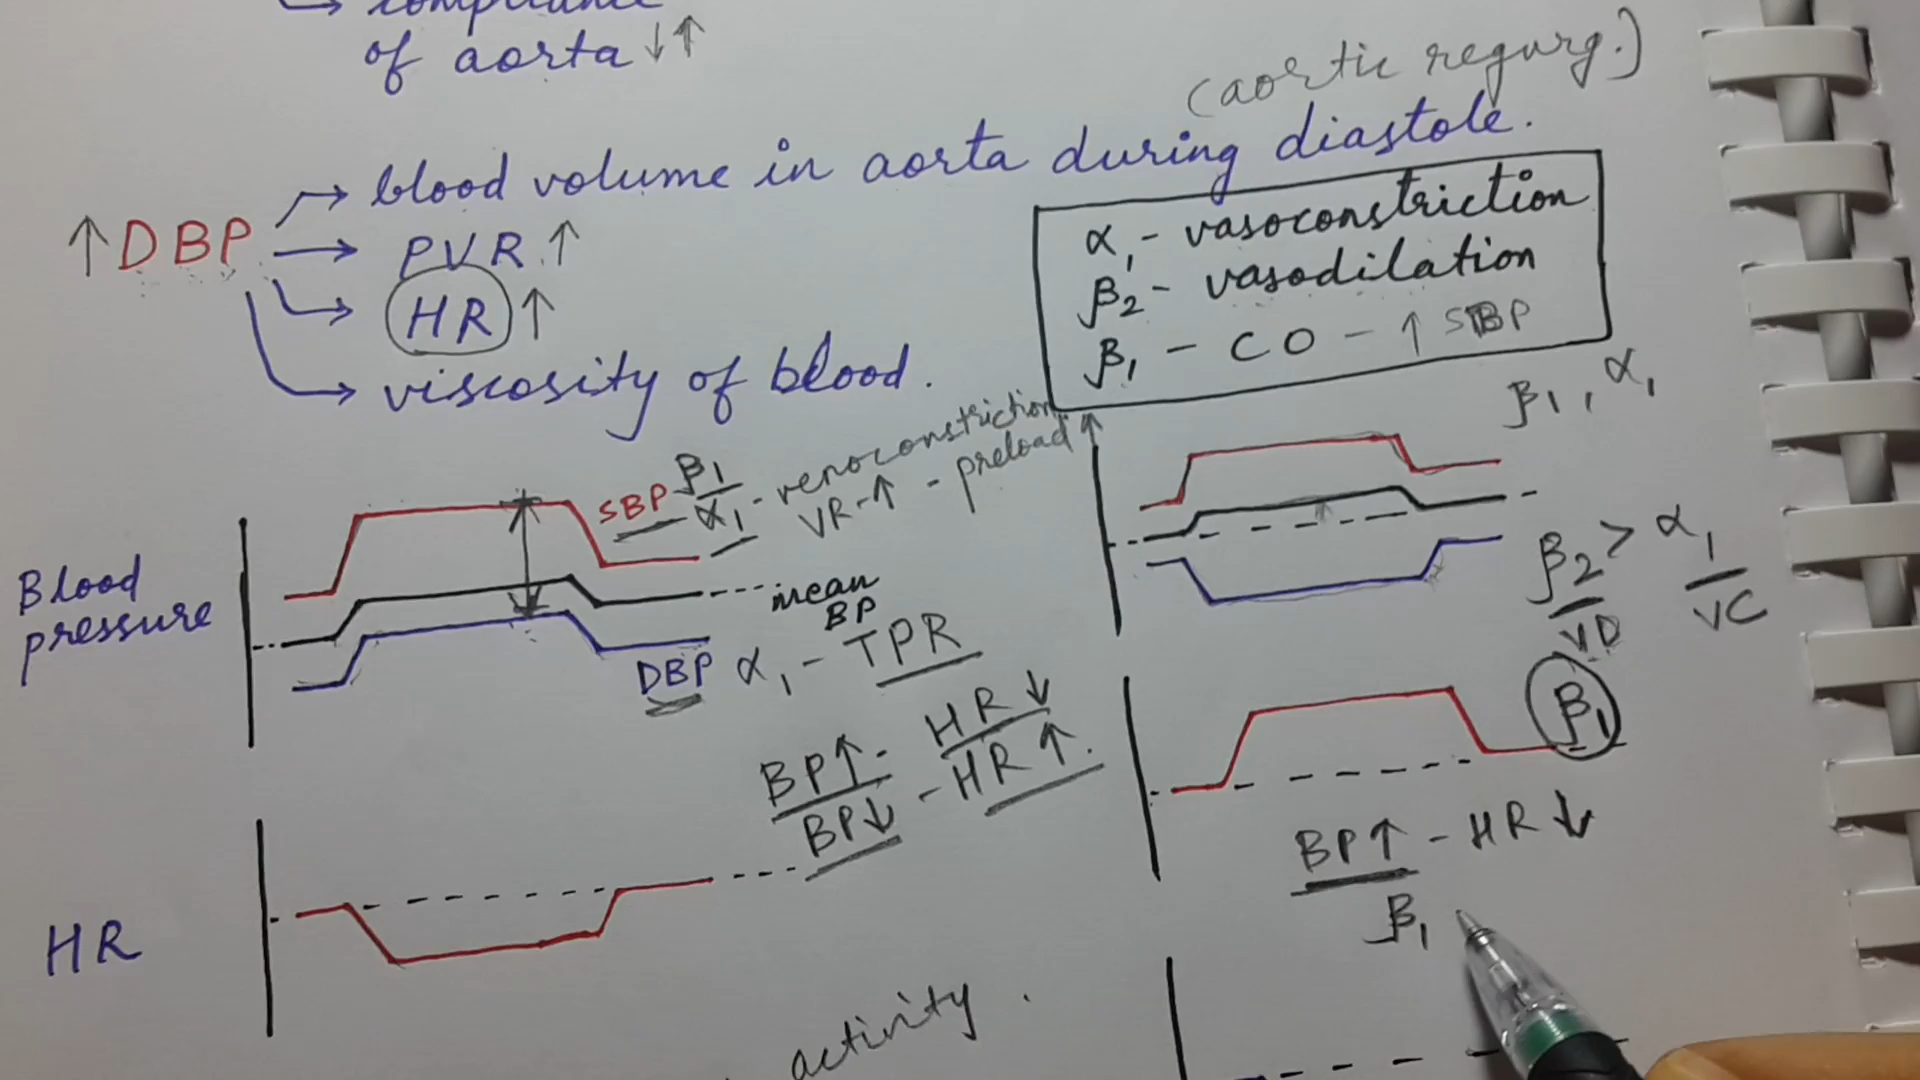 → compliance
of aorta ↓↑
(aortic regurg.)
↑DBP → blood volume in aorta during diastole.
→ PVR ↑
→ HR ↑
→ viscosity of blood.
α1 - vasoconstriction
β2 - vasodilation
β1 - CO - ↑ SBP
β1, α1
SBP - β1
α1 - venoconstriction
VR - ↑ - preload
Blood
pressure
mean
BP
DBP α1 - TPR
β2 > α1
VD VC
BP↑ - HR↓
BP↓ - HR↑.
β1
BP↑ - HR↓
β1
HR
activity.